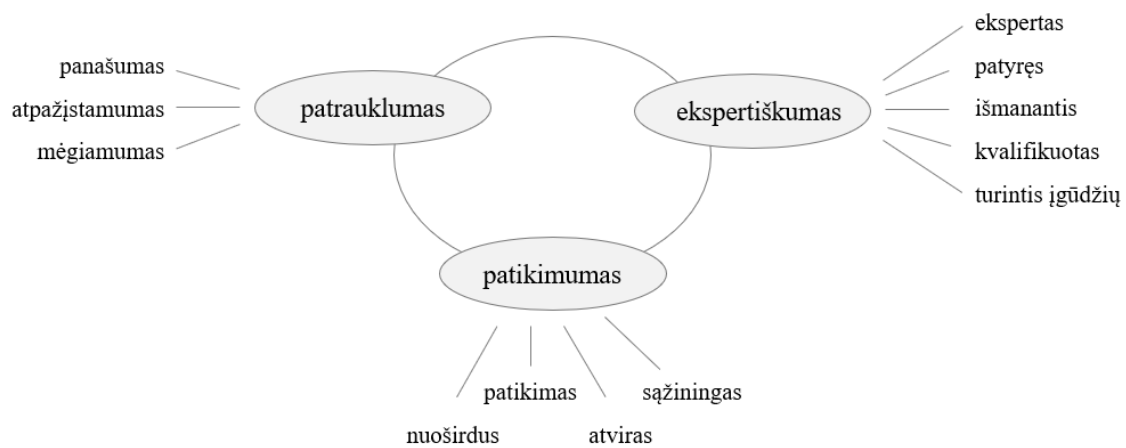 panašumas
atpažįstamumas
mėgiamumas
patrauklumas
ekspertiškumas
ekspertas
patyręs
išmanantis
kvalifikuotas
turintis įgūdžių
patikimumas
nuoširdus
patikimas
atviras
sąžiningas